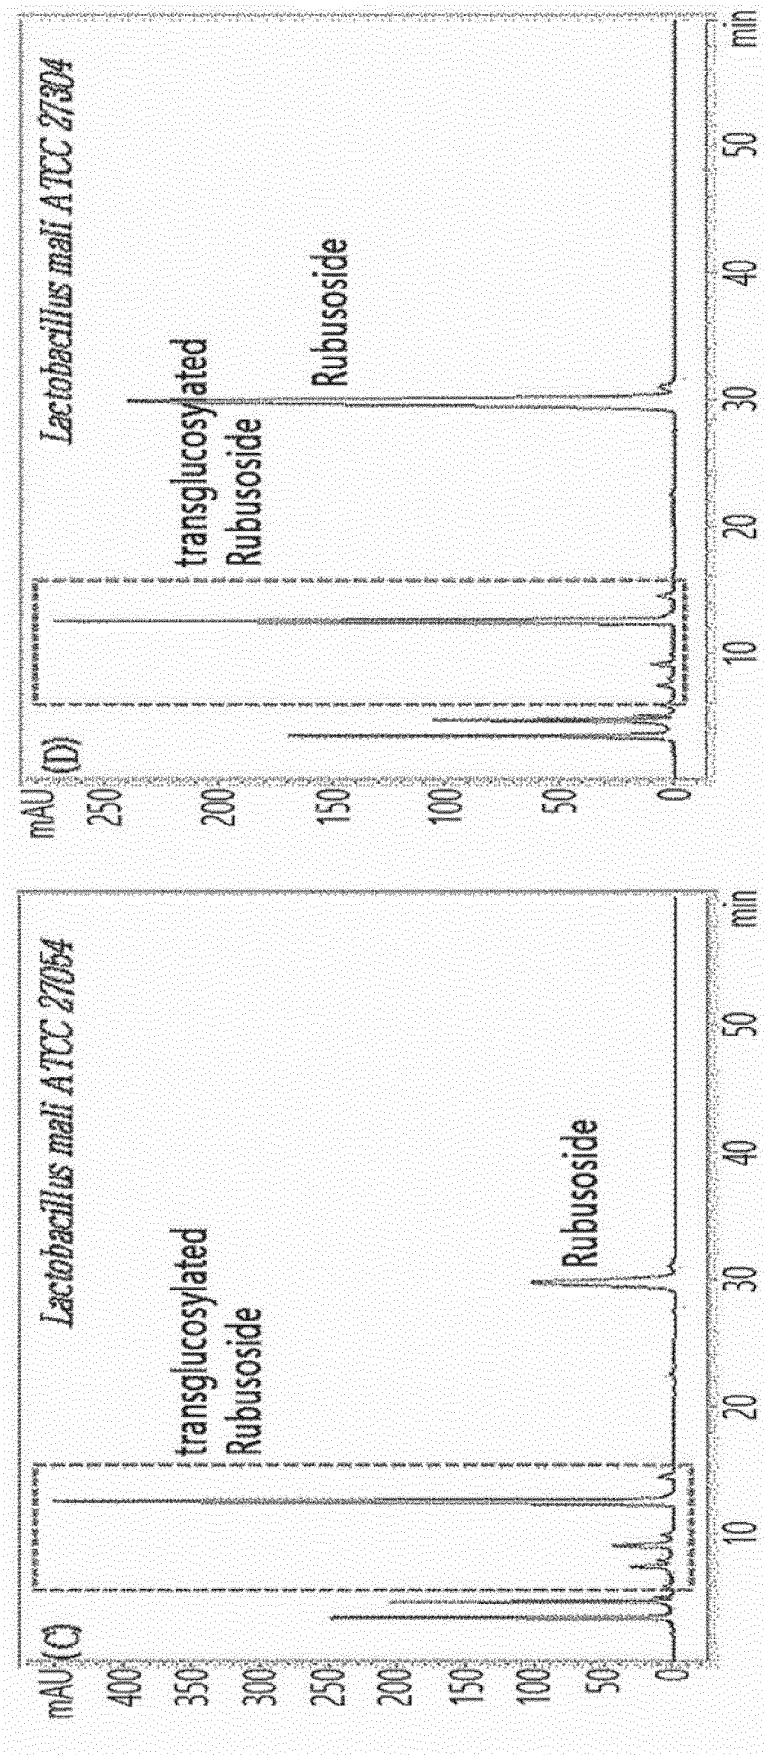 mAU (C)
Lactobacillus mali ATCC 27054
400
350
300
250
200
150
100
50
0
transglucosylated
Rubusoside
Rubusoside
10
20
30
40
50
min
mAU (D)
Lactobacillus mali ATCC 27304
250
200
150
100
50
0
transglucosylated
Rubusoside
Rubusoside
10
20
30
40
50
min